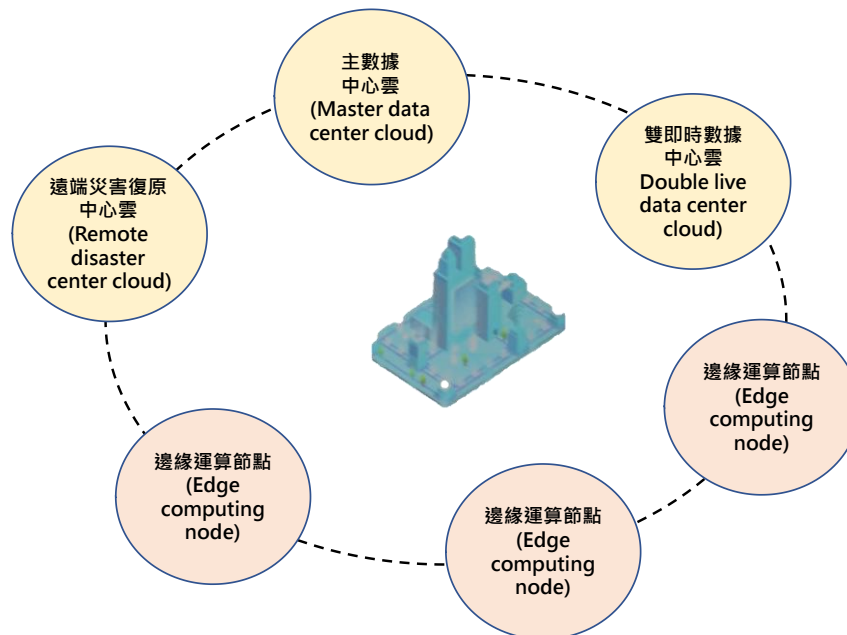 主數據
中心雲
(Master data
center cloud)
雙即時數據
中心雲
Double live
data center
cloud)
遠端災害復原
中心雲
(Remote
disaster
center cloud)
邊緣運算節點
(Edge
computing
node)
邊緣運算節點
(Edge
computing
node)
邊緣運算節點
(Edge
computing
node)